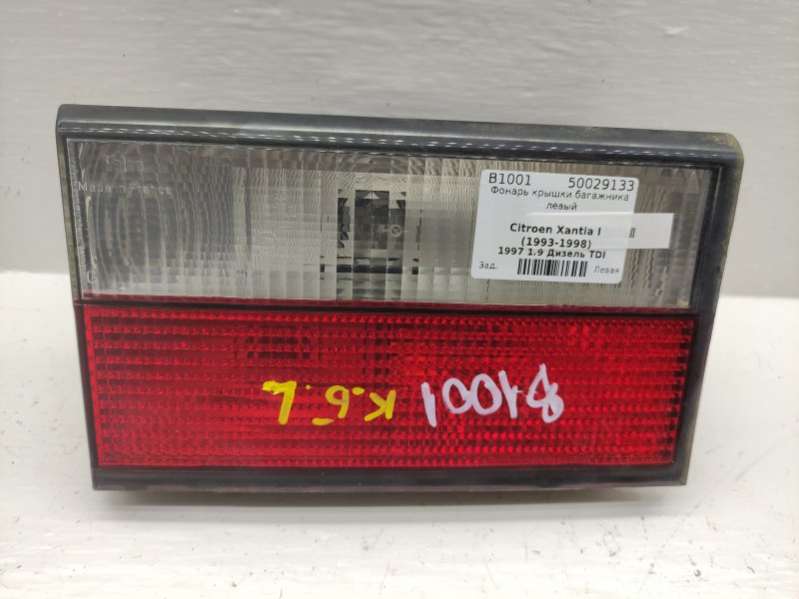 B1001 50029133
Фонарь крышки багажника
левый
Citroen Xantia I
(1993-1998)
1997 1.9 Дизель TDI
Зад. Левая
Made in France
K.б.L B1001